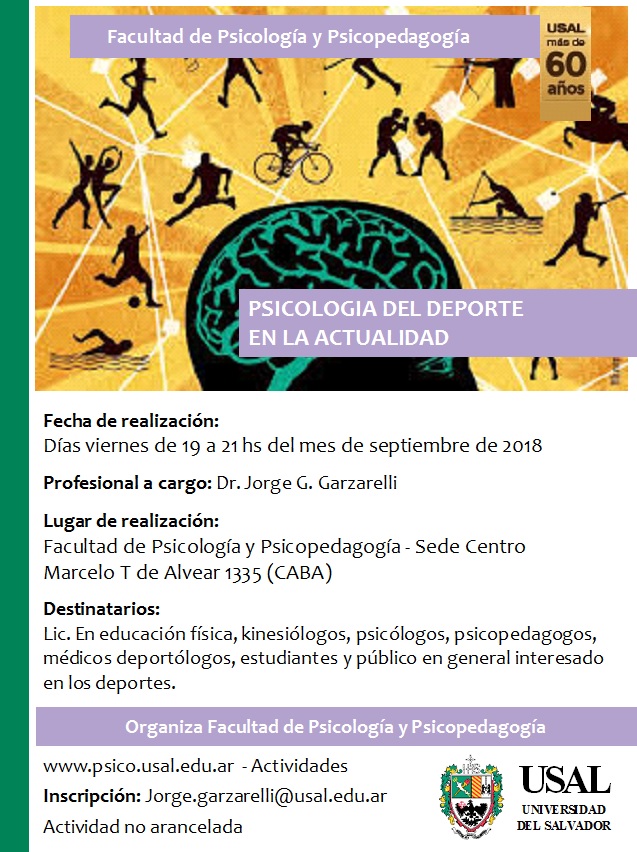 Facultad de Psicología y Psicopedagogía
USAL
más de
60
años
PSICOLOGIA DEL DEPORTE
EN LA ACTUALIDAD
Fecha de realización:
Días viernes de 19 a 21 hs del mes de septiembre de 2018
Profesional a cargo: Dr. Jorge G. Garzarelli
Lugar de realización:
Facultad de Psicología y Psicopedagogía - Sede Centro
Marcelo T de Alvear 1335 (CABA)
Destinatarios:
Lic. En educación física, kinesiólogos, psicólogos, psicopedagogos,
médicos deportólogos, estudiantes y público en general interesado
en los deportes.
Organiza Facultad de Psicología y Psicopedagogía
www.psico.usal.edu.ar - Actividades
Inscripción: Jorge.garzarelli@usal.edu.ar
Actividad no arancelada
USAL
UNIVERSIDAD
DEL SALVADOR